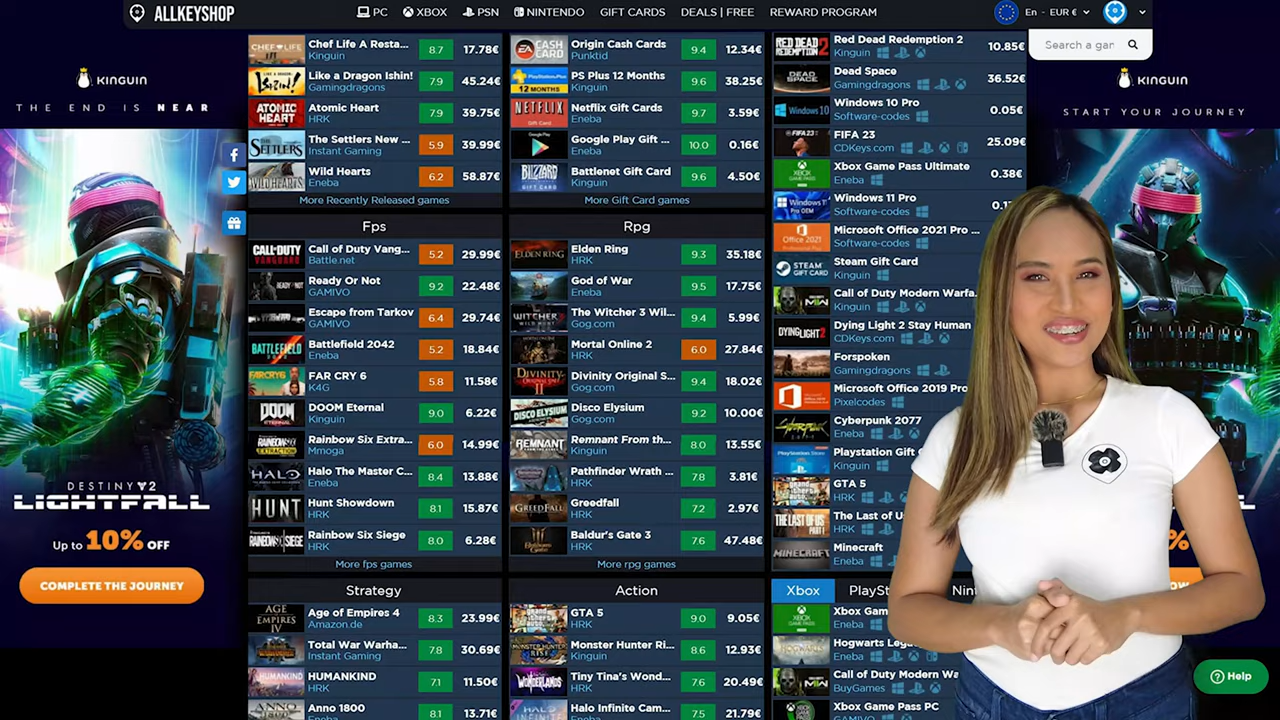 ALLKEYSHOP
PC
XBOX
PSN
NINTENDO
GIFT CARDS
DEALS | FREE
REWARD PROGRAM
En - EUR €
Search a gar
KINGUIN
THE END IS NEAR
DESTINY 2
LIGHTFALL
Up to 10% OFF
COMPLETE THE JOURNEY
Chef Life A Resta... 8.7 17.78€
Kinguin
Like a Dragon Ishin! 7.9 45.24€
Gamingdragons
Atomic Heart 7.9 39.75€
HRK
The Settlers New ... 5.9 39.99€
Instant Gaming
Wild Hearts 6.2 58.87€
Eneba
More Recently Released games
Origin Cash Cards 9.4 12.34€
Punktid
PS Plus 12 Months 9.6 38.25€
Kinguin
Netflix Gift Cards 9.7 3.59€
Eneba
Google Play Gift ... 10.0 0.16€
Eneba
Battlenet Gift Card 9.6 4.50€
Kinguin
More Gift Card games
Fps
Call of Duty Vang... 5.2 29.99€
Battle.net
Ready Or Not 9.2 22.48€
GAMIVO
Escape from Tarkov 6.4 29.74€
GAMIVO
Battlefield 2042 5.2 18.84€
Eneba
FAR CRY 6 5.8 11.58€
K4G
DOOM Eternal 9.0 6.22€
Kinguin
Rainbow Six Extra... 6.0 14.99€
Mmoga
Halo The Master C... 8.4 13.88€
Eneba
Hunt Showdown 8.1 15.87€
HRK
Rainbow Six Siege 8.0 6.28€
HRK
More fps games
Rpg
Elden Ring 9.3 35.18€
HRK
God of War 9.5 17.75€
Eneba
The Witcher 3 Wil... 9.4 5.99€
Gog.com
Mortal Online 2 6.0 27.84€
HRK
Divinity Original S... 9.4 18.02€
Gog.com
Disco Elysium 9.2 10.00€
Gog.com
Remnant From th... 8.0 13.55€
Kinguin
Pathfinder Wrath ... 7.8 3.81€
HRK
Greedfall 7.2 2.97€
HRK
Baldur's Gate 3 7.6 47.48€
HRK
More rpg games
Strategy
Age of Empires 4 8.3 23.99€
Amazon.de
Total War Warha... 7.8 30.69€
Instant Gaming
HUMANKIND 7.1 11.50€
HRK
Anno 1800 8.1 13.71€
Eneba
Action
GTA 5 9.0 9.05€
HRK
Monster Hunter Ri... 8.6 12.93€
Kinguin
Tiny Tina's Wond... 7.6 20.49€
HRK
Halo Infinite Cam... 7.5 21.79€
Eneba
Red Dead Redemption 2 10.85€
Kinguin
Dead Space 36.52€
Gamingdragons
Windows 10 Pro 0.05€
Software-codes
FIFA 23 25.09€
CDKeys.com
Xbox Game Pass Ultimate 0.38€
Eneba
Windows 11 Pro
Software-codes
Microsoft Office 2021 Pro ...
Software-codes
Steam Gift Card
Kinguin
Call of Duty Modern Warfa.
Kinguin
Dying Light 2 Stay Human
CDKeys.com
Forspoken
Gamingdragons
Microsoft Office 2019 Pro
Pixelcodes
Cyberpunk 2077
Eneba
Playstation Gift
Kinguin
GTA 5
HRK
The Last of Us
HRK
Minecraft
Eneba
Xbox
PlaySt
Nin
Xbox Gam
Eneba
Hogwarts Leg
Eneba
Call of Duty Modern Wa
BuyGames
Xbox Game Pass PC
GAMIVO
KINGUIN
START YOUR JOURNEY
%
OW
Help